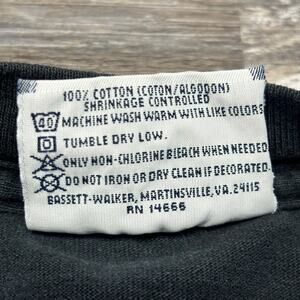 100% COTTON (COTON/ALGODON)
SHRINKAGE CONTROLLED
40 MACHINE WASH WARM WITH LIKE COLORS
TUMBLE DRY LOW.
ONLY NON-CHLORINE BLEACH WHEN NEEDED
DO NOT IRON OR DRY CLEAN IF DECORATED.
BASSETT-WALKER, MARTINSVILLE, VA. 24115
RN 14666